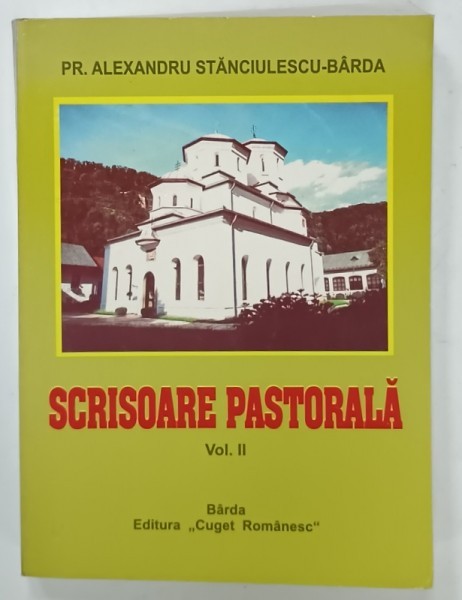 PR. ALEXANDRU STĂNCIULESCU-BÂRDA
SCRISOARE PASTORALĂ
Vol. II
Bârda
Editura „Cuget Românesc“